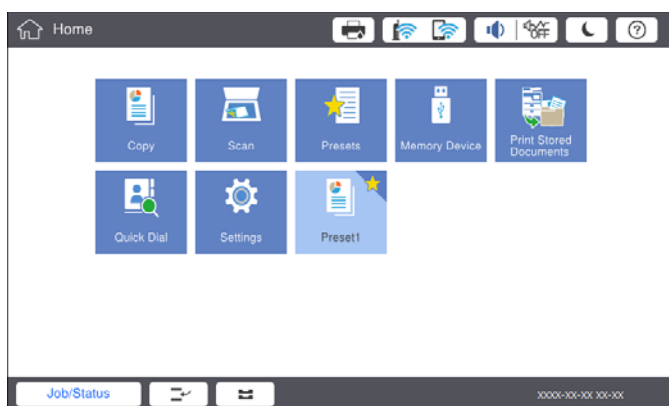 Home
OFF
?
Copy
Scan
Presets
Memory Device
Print Stored
Documents
Quick Dial
Settings
Preset1
Job/Status
xxxx-xx-xx xx-xx